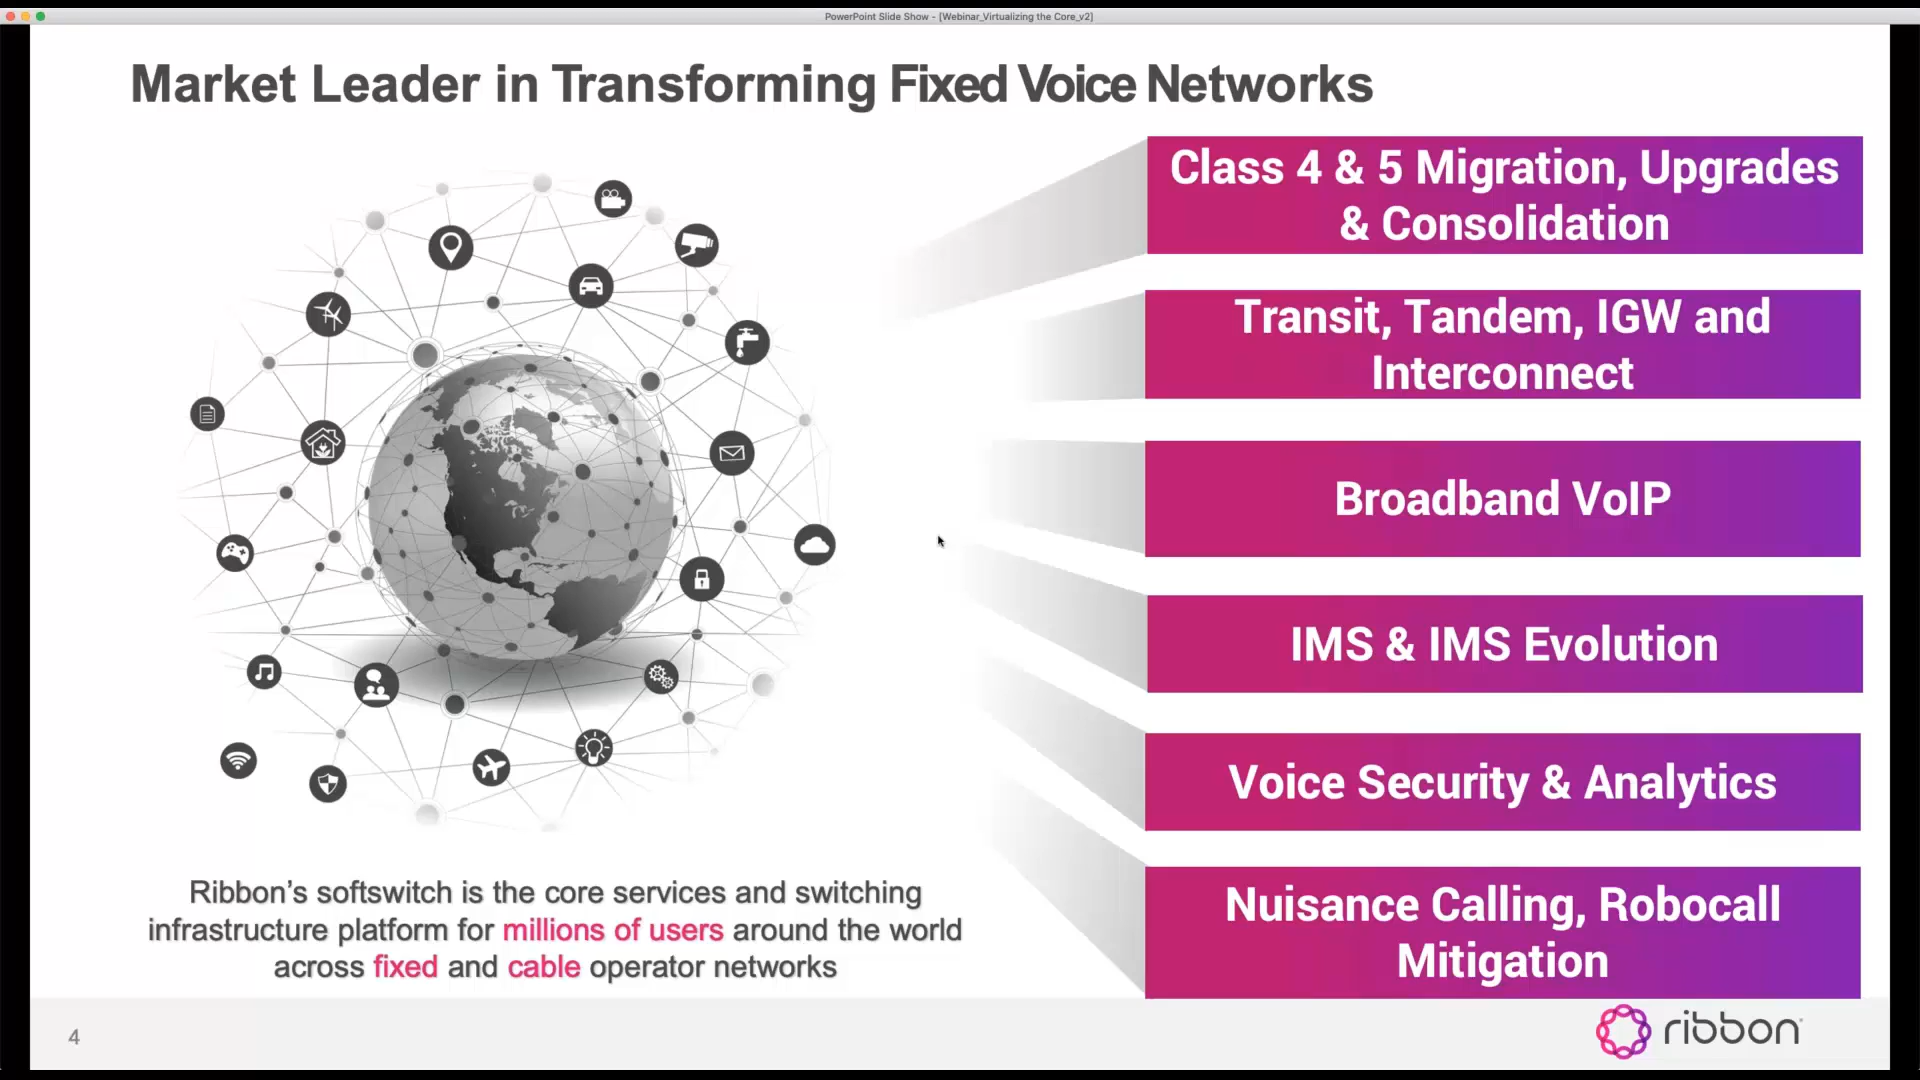 PowerPoint Slide Show - [Webinar_Virtualizing the Core_v2]
Market Leader in Transforming Fixed Voice Networks
Class 4 & 5 Migration, Upgrades
& Consolidation
Transit, Tandem, IGW and
Interconnect
Broadband VoIP
IMS & IMS Evolution
Voice Security & Analytics
Nuisance Calling, Robocall
Mitigation
Ribbon’s softswitch is the core services and switching
infrastructure platform for millions of users around the world
across fixed and cable operator networks
4
ribbon